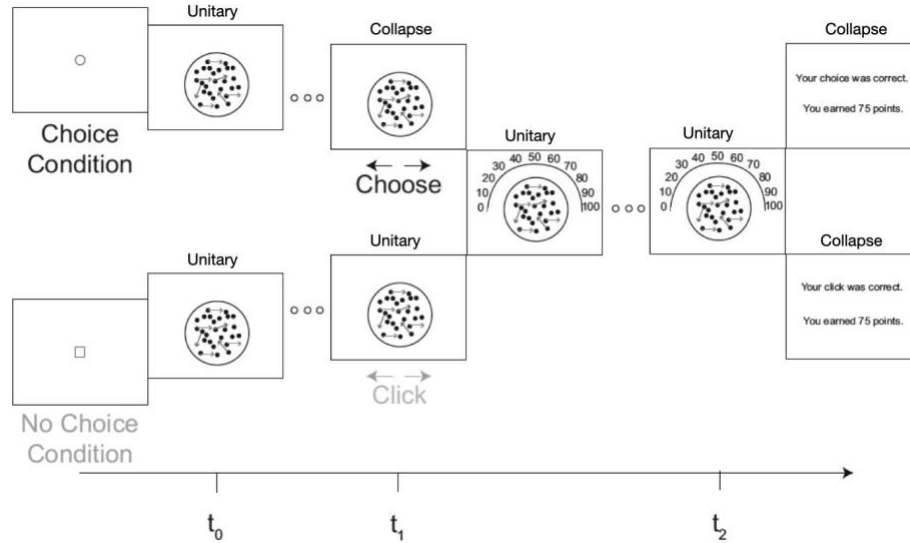 Unitary
Collapse
Collapse
Your choice was correct.
You earned 75 points.
Choice
Condition
Choose
Unitary
0 10 20 30 40 50 60 70 80 90 100
Unitary
0 10 20 30 40 50 60 70 80 90 100
Unitary
Unitary
Collapse
Your click was correct.
You earned 75 points.
Click
No Choice
Condition
t0
t1
t2